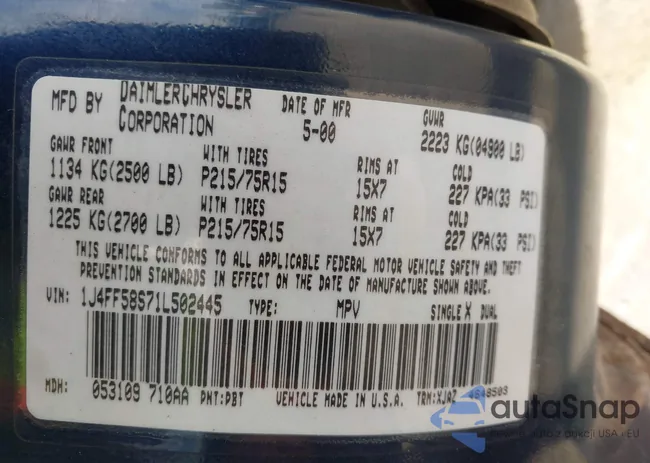 MFD BY DAIMLERCHRYSLER CORPORATION DATE OF MFR 5-00 GVWR 2223 KG(04900 LB)
GAWR FRONT WITH TIRES RIMS AT COLD
1134 KG(2500 LB) P215/75R15 15X7 227 KPA(33 PSI)
GAWR REAR WITH TIRES RIMS AT COLD
1225 KG(2700 LB) P215/75R15 15X7 227 KPA(33 PSI)
THIS VEHICLE CONFORMS TO ALL APPLICABLE FEDERAL MOTOR VEHICLE SAFETY AND THEFT
PREVENTION STANDARDS IN EFFECT ON THE DATE OF MANUFACTURE SHOWN ABOVE.
VIN: 1J4FF58S71L502445 TYPE: MPV SINGLE X DUAL
MDH: 053109 710AA PNT:PBT VEHICLE MADE IN U.S.A. TRM:XJAZ
autaSnap